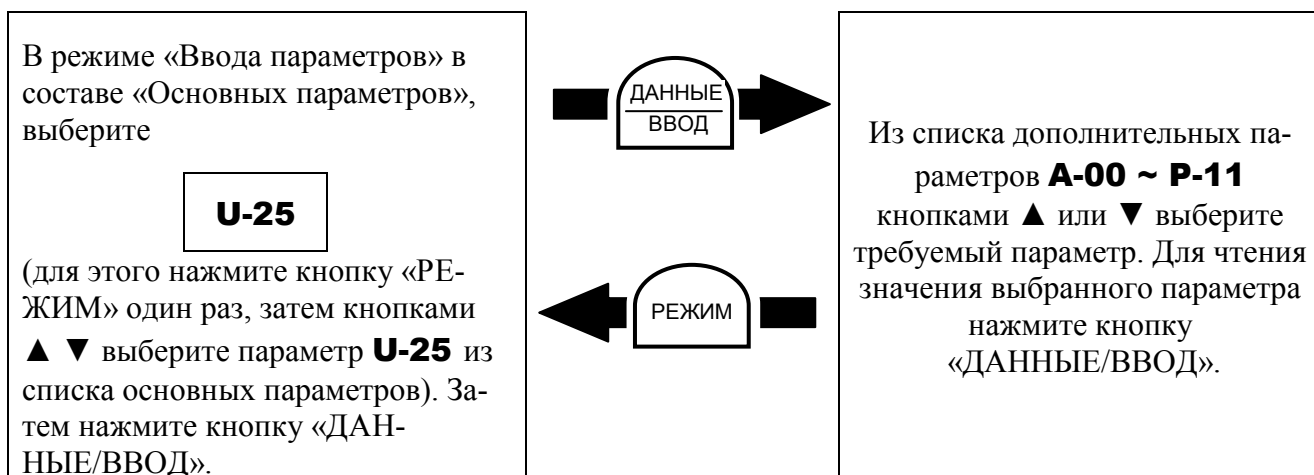 В режиме «Ввода параметров» в
составе «Основных параметров»,
выберите
U-25
(для этого нажмите кнопку «РЕ-
ЖИМ» один раз, затем кнопками
▲ ▼ выберите параметр U-25 из
списка основных параметров). За-
тем нажмите кнопку «ДАН-
НЫЕ/ВВОД».
ДАННЫЕ
ВВОД
РЕЖИМ
Из списка дополнительных па-
раметров A-00 ~ P-11
кнопками ▲ или ▼ выберите
требуемый параметр. Для чтения
значения выбранного параметра
нажмите кнопку
«ДАННЫЕ/ВВОД».